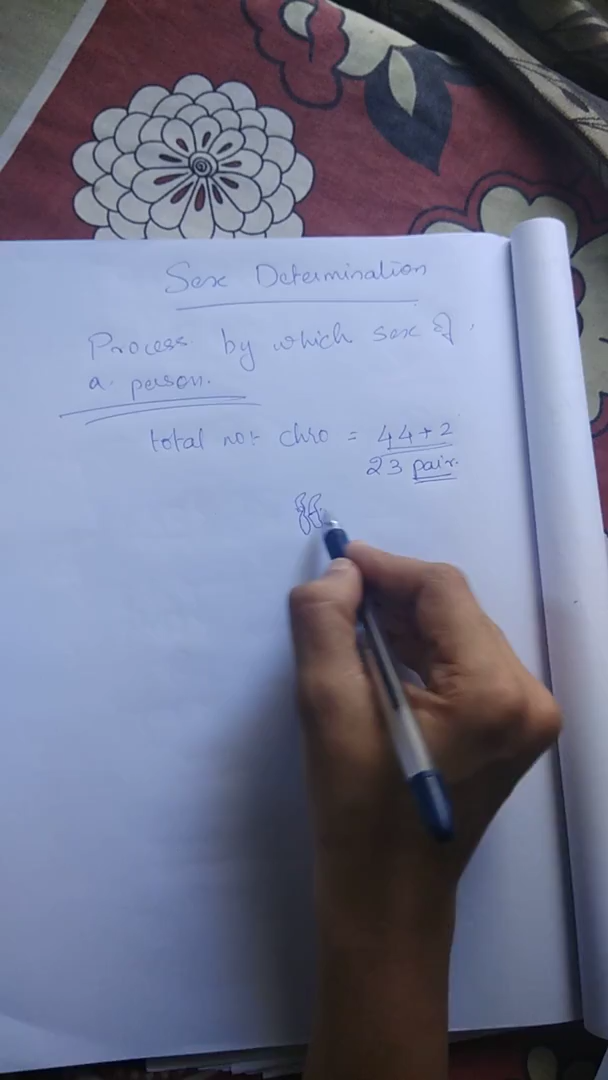 Sex Determination
Process by which sex of
a person.
total no:- chro = 44+2
23 pair.